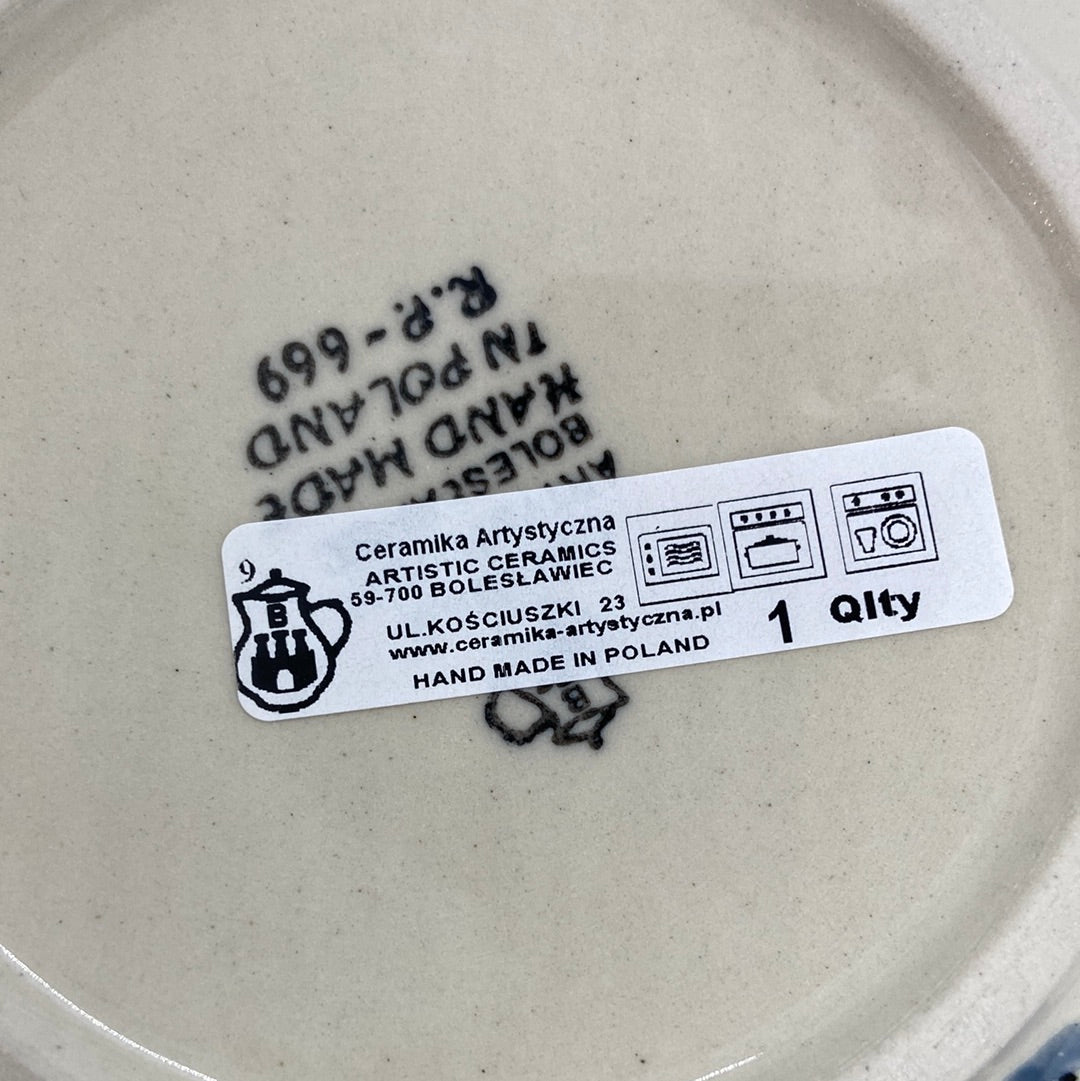 B
HAND MADE
IN POLAND
R.P.-669
9
B
Ceramika Artystyczna
ARTISTIC CERAMICS
59-700 BOLESŁAWIEC
UL.KOŚCIUSZKI 23
www.ceramika-artystyczna.pl
HAND MADE IN POLAND
1 Qlty